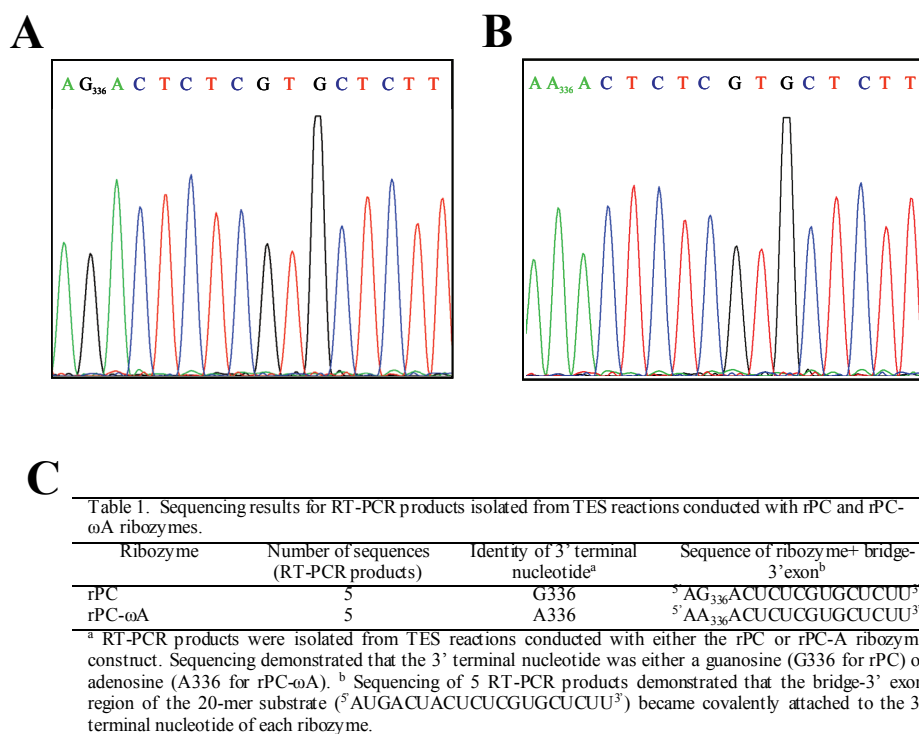 A
B
A G336 A C T C T C G T G C T C T T
A A336 A C T C T C G T G C T C T T
C
Table 1. Sequencing results for RT-PCR products isolated from TES reactions conducted with rPC and rPC-
ωA ribozymes.
Ribozyme Number of sequences Identity of 3' terminal Sequence of ribozyme+ bridge-
(RT-PCR products) nucleotideᵃ 3'exonᵇ
rPC 5 G336 5'AG336ACUCUCGUGCUCUU3'
rPC-ωA 5 A336 5'AA336ACUCUCGUGCUCUU3'
ᵃ RT-PCR products were isolated from TES reactions conducted with either the rPC or rPC-A ribozym
construct. Sequencing demonstrated that the 3' terminal nucleotide was either a guanosine (G336 for rPC) o
adenosine (A336 for rPC-ωA). ᵇ Sequencing of 5 RT-PCR products demonstrated that the bridge-3' exon
region of the 20-mer substrate (5'AUGACUACUCUCGUGCUCUU3') became covalently attached to the 3
terminal nucleotide of each ribozyme.